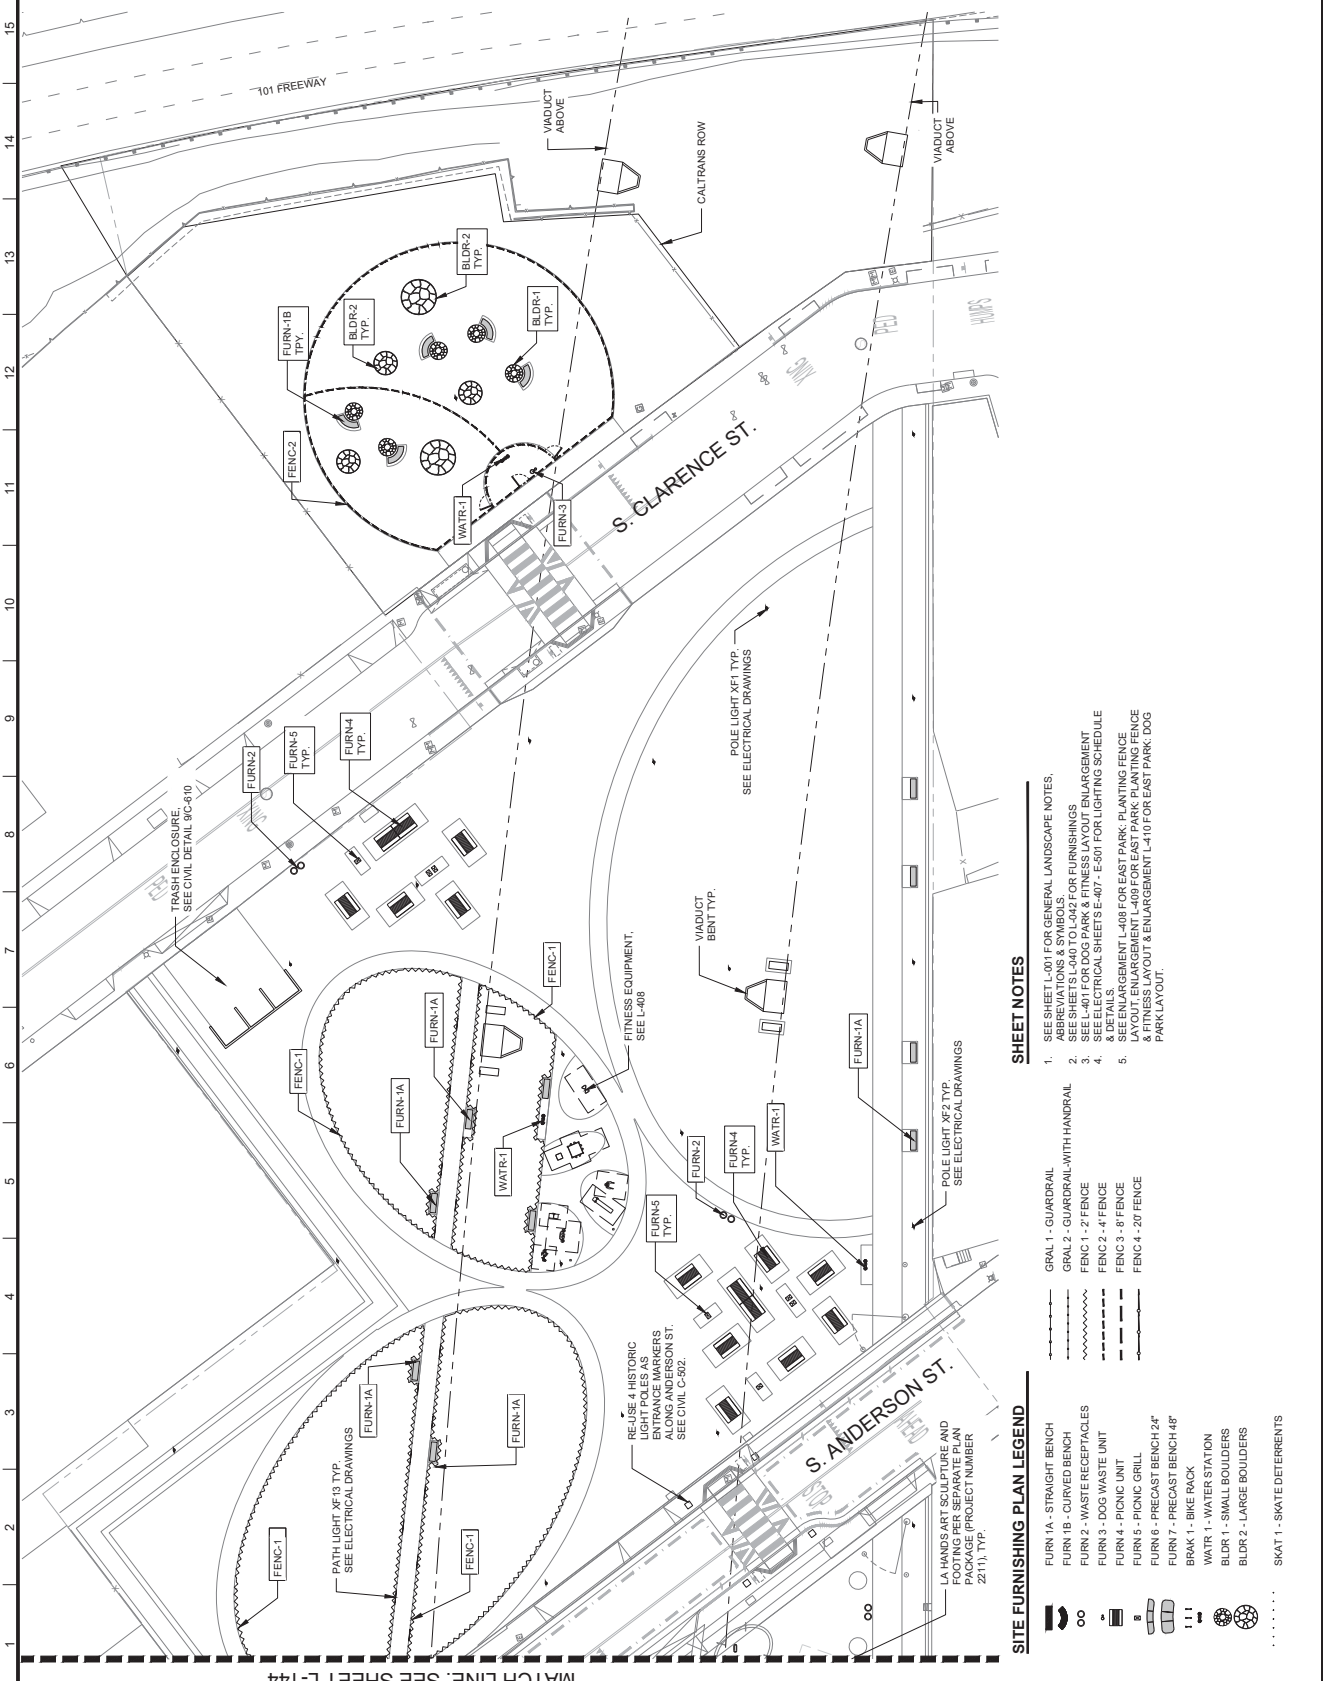 15
14
13
12
11
10
9
8
7
6
5
4
3
2
1
101 FREEWAY
VIADUCT
ABOVE
VIADUCT
ABOVE
CALTRANS ROW
BLDR-2
TYP.
FURN-1B
TPY.
BLDR-2
TYP.
BLDR-1
TYP.
FENC-2
WATR-1
FURN-3
S. CLARENCE ST.
PED
HUMPS
XING
POLE LIGHT XF1 TYP.
SEE ELECTRICAL DRAWINGS
TRASH ENCLOSURE,
SEE CIVIL DETAIL 9/C-610
FURN-2
FURN-5
TYP.
FURN-4
TYP.
PED
XING
VIADUCT
BENT TYP.
FENC-1
FURN-1A
FENC-1
FURN-1A
FITNESS EQUIPMENT,
SEE L-408
WATR-1
FURN-1A
POLE LIGHT XF2 TYP.
SEE ELECTRICAL DRAWINGS
WATR-1
FURN-2
FURN-4
TYP.
FURN-5
TYP.
RE-USE 4 HISTORIC
LIGHT POLES AS
ENTRANCE MARKERS
ALONG ANDERSON ST.
SEE CIVIL C-502.
FURN-1A
FURN-1A
PATH LIGHT XF13 TYP.
SEE ELECTRICAL DRAWINGS
FENC-1
FENC-1
S. ANDERSON ST.
AHEAD
STOP
LA HANDS ART SCULPTURE AND
FOOTING PER SEPARATE PLAN
PACKAGE (PROJECT NUMBER
2211), TYP.
MATCH LINE: SEE SHEET L-144
SITE FURNISHING PLAN LEGEND
FURN 1A - STRAIGHT BENCH
FURN 1B - CURVED BENCH
FURN 2 - WASTE RECEPTACLES
FURN 3 - DOG WASTE UNIT
FURN 4 - PICNIC UNIT
FURN 5 - PICNIC GRILL
FURN 6 - PRECAST BENCH 24"
FURN 7 - PRECAST BENCH 48"
BRAK 1 - BIKE RACK
WATR 1 - WATER STATION
BLDR 1 - SMALL BOULDERS
BLDR 2 - LARGE BOULDERS
SKAT 1 - SKATE DETERRENTS
GRAL 1 - GUARDRAIL
GRAL 2 - GUARDRAIL-WITH HANDRAIL
FENC 1 - 2' FENCE
FENC 2 - 4' FENCE
FENC 3 - 8' FENCE
FENC 4 - 20' FENCE
SHEET NOTES
1. SEE SHEET L-001 FOR GENERAL LANDSCAPE NOTES,
ABBREVIATIONS & SYMBOLS.
2. SEE SHEETS L-040 TO L-042 FOR FURNISHINGS
3. SEE L-401 FOR DOG PARK & FITNESS LAYOUT ENLARGEMENT
4. SEE ELECTRICAL SHEETS E-407 - E-501 FOR LIGHTING SCHEDULE
& DETAILS.
5. SEE ENLARGEMENT L-408 FOR EAST PARK: PLANTING FENCE
LAYOUT, ENLARGEMENT L-409 FOR EAST PARK: PLANTING FENCE
& FITNESS LAYOUT & ENLARGEMENT L-410 FOR EAST PARK: DOG
PARK LAYOUT.